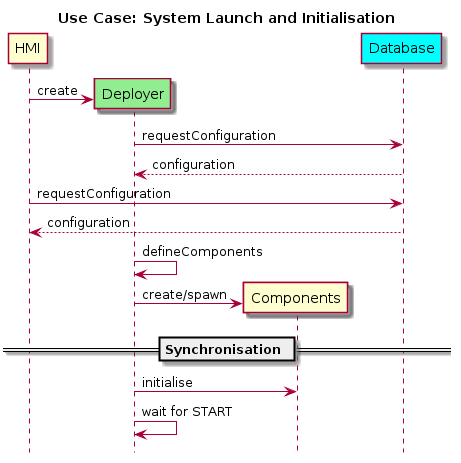 Use Case: System Launch and Initialisation
HMI
Database
create
Deployer
requestConfiguration
configuration
requestConfiguration
configuration
defineComponents
create/spawn
Components
Synchronisation
initialise
wait for START